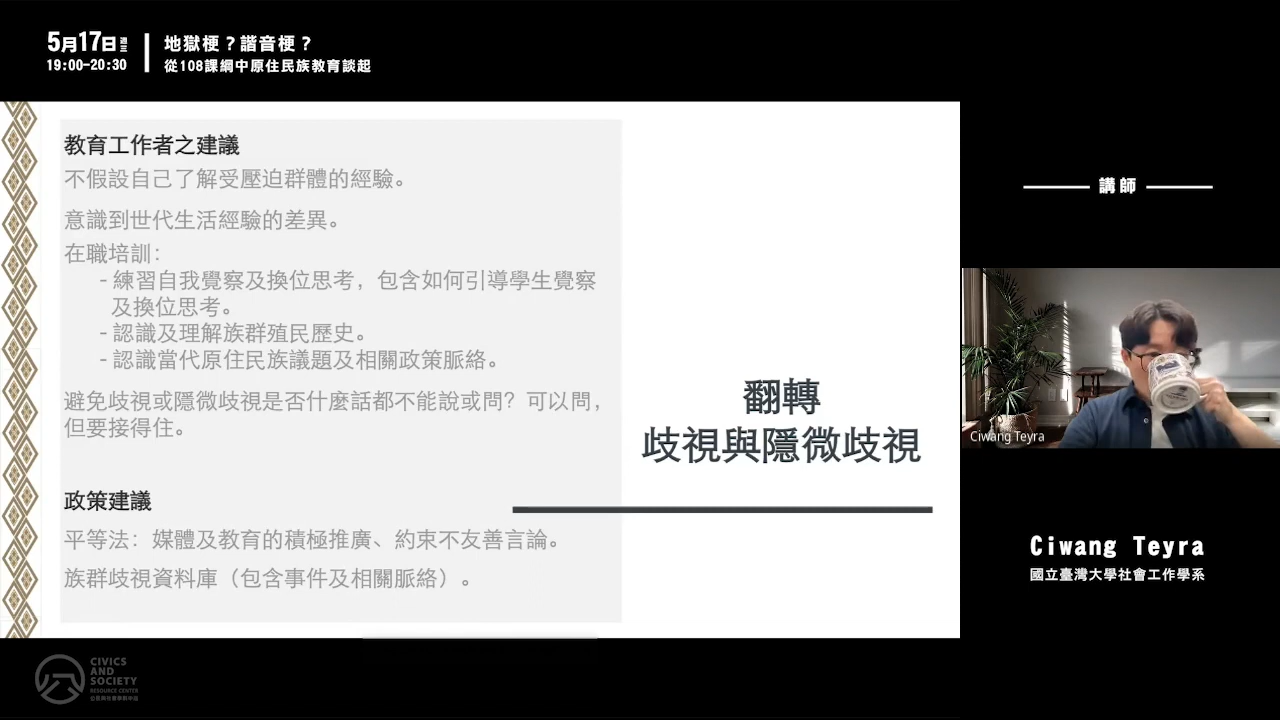 5月17日 週三
19:00-20:30
地獄梗？諧音梗？
從108課綱中原住民族教育談起
教育工作者之建議
不假設自己了解受壓迫群體的經驗。
意識到世代生活經驗的差異。
在職培訓：
- 練習自我覺察及換位思考，包含如何引導學生覺察
及換位思考。
- 認識及理解族群殖民歷史。
- 認識當代原住民族議題及相關政策脈絡。
避免歧視或隱微歧視是否什麼話都不能說或問？可以問，
但要接得住。
政策建議
平等法：媒體及教育的積極推廣、約束不友善言論。
族群歧視資料庫（包含事件及相關脈絡）。
翻轉
歧視與隱微歧視
講師
Ciwang Teyra
Ciwang Teyra
國立臺灣大學社會工作學系
CIVICS
AND
SOCIETY
RESOURCE CENTER